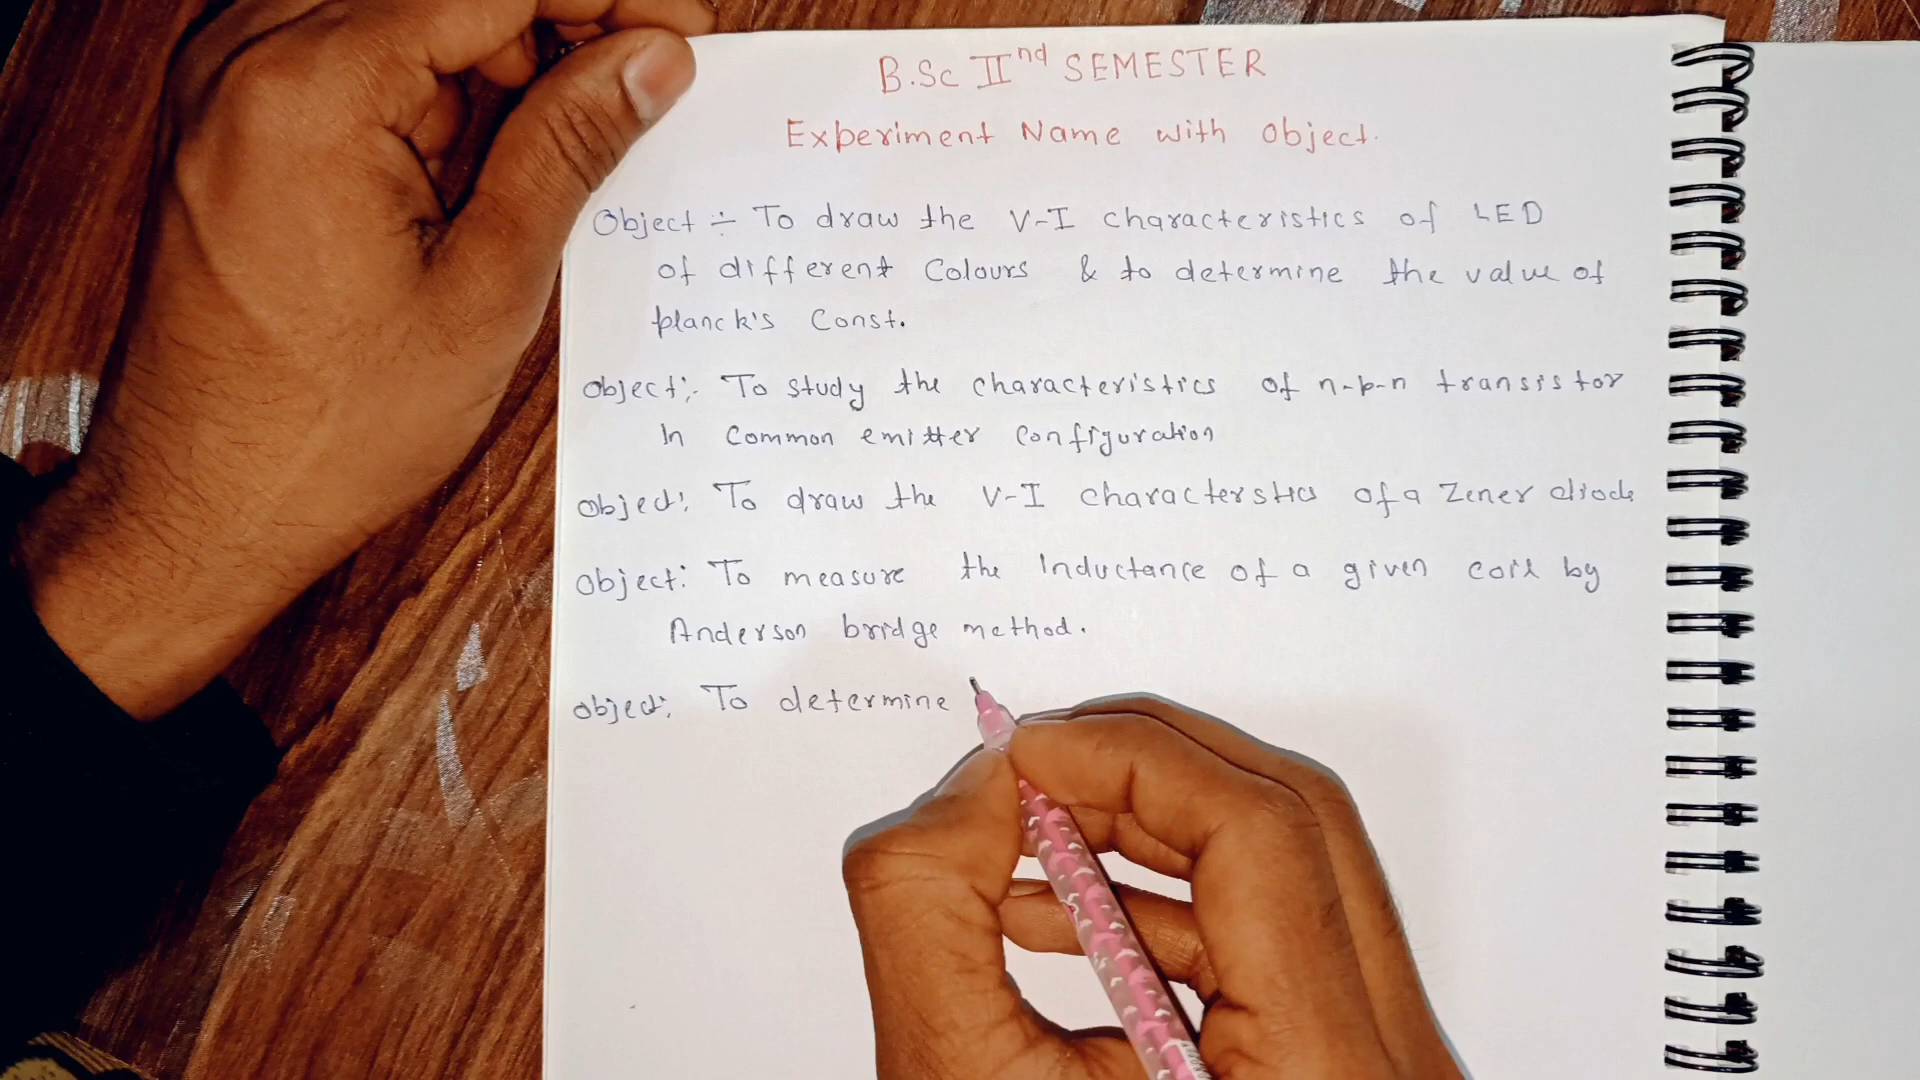 B.Sc IInd SEMESTER
Experiment Name with Object.
Object ÷ To draw the V-I characteristics of LED
of different Colours & to determine the value of
planck's Const.
Object:- To study the characteristics of n-p-n transistor
In Common emitter Configuration
Object: To draw the V-I characterstics of a Zener diode
Object: To measure the Inductance of a given coil by
Anderson bridge method.
Object: To determine